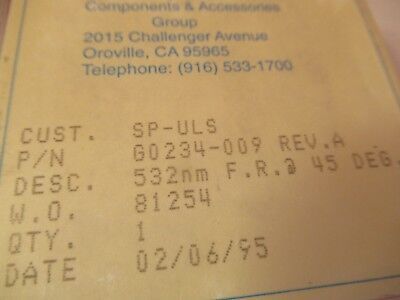 Components & Accessories
Group
2015 Challenger Avenue
Oroville, CA 95965
Telephone: (916) 533-1700
CUST. SP-ULS
P/N G0234-009 REV.A
DESC. 532nm F.R.@ 45 DEG.
W.O. 81254
QTY. 1
DATE 02/06/95